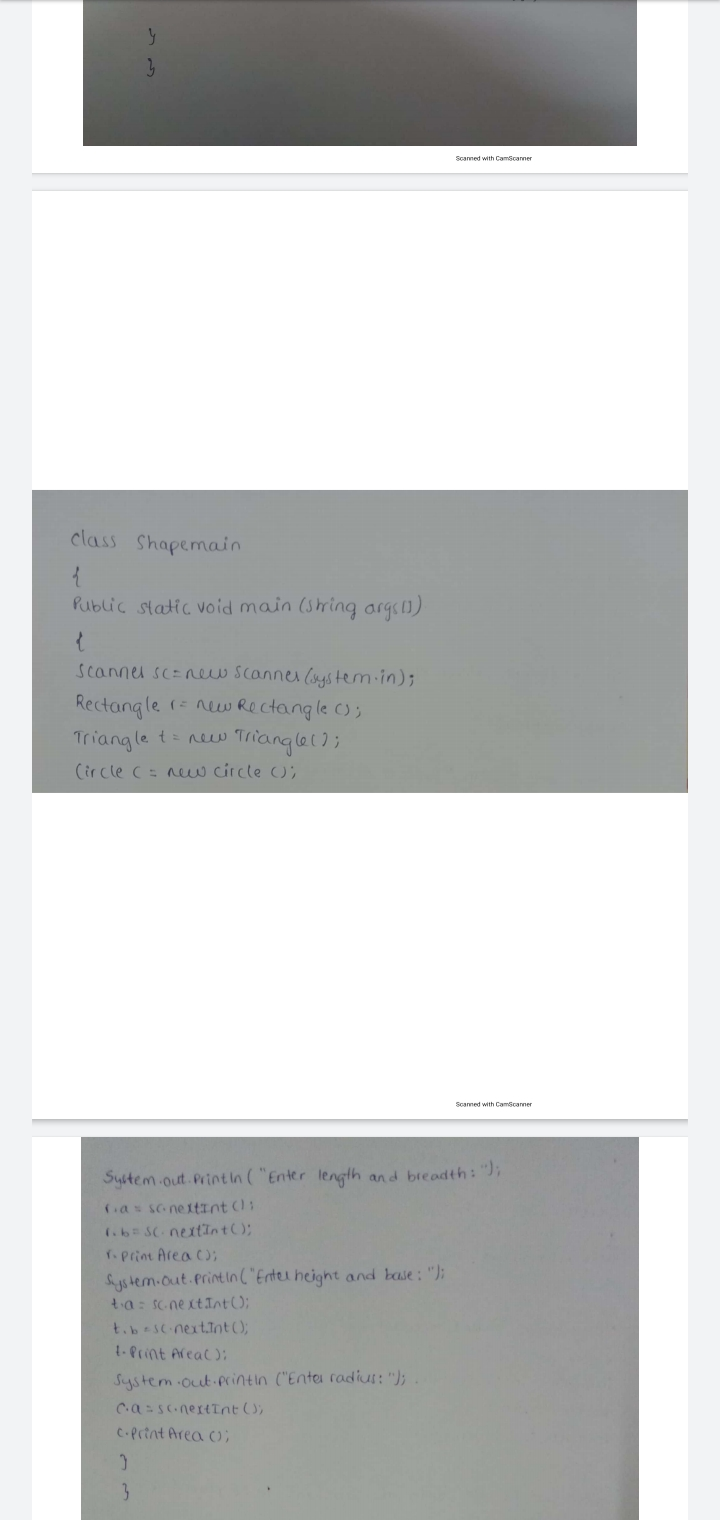 }
}
Scanned with CamScanner
class Shapemain
{
Public static void main (String args[])
{
Scanner sc = new Scanner (system.in);
Rectangle r = new Rectangle ();
Triangle t = new Triangle();
Circle c = new circle ();
Scanned with CamScanner
System.out.println ( "Enter length and breadth: ");
r.a = sc.nextInt ();
r.b = sc. nextInt();
r. Print Area ();
System.out.println ("Enter height and base: ");
t.a = sc.nextInt ();
t.b = sc.nextInt ();
t. Print Area();
System.out.println ("Enter radius: ");
c.a = sc.nextInt ();
c. Print Area ();
}
}